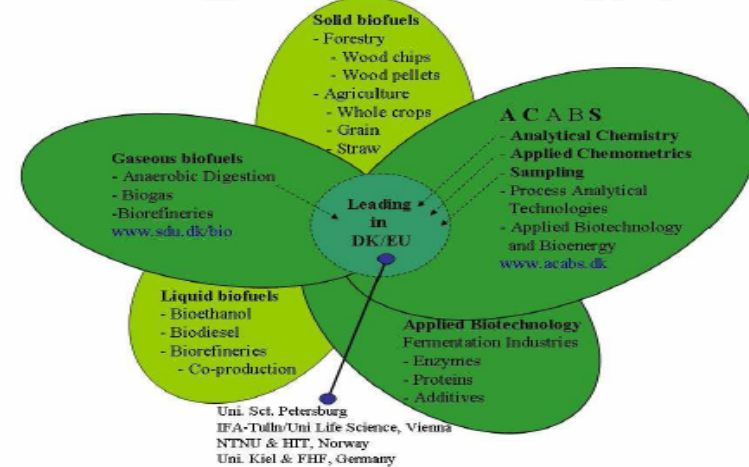 Solid biofuels
- Forestry
- Wood chips
- Wood pellets
- Agriculture
- Whole crops
- Grain
- Straw
A C A B S
- Analytical Chemistry
- Applied Chemometrics
- Sampling
- Process Analytical
Technologies
- Applied Biotechnology
and Bioenergy
www.acabs.dk
Gaseous biofuels
- Anaerobic Digestion
- Biogas
-Biorefineries
www.sdu.dk/bio
Leading
in
DK/EU
Liquid biofuels
- Bioethanol
- Biodiesel
- Biorefineries
- Co-production
Applied Biotechnology
Fermentation Industries
- Enzymes
- Proteins
- Additives
Uni. Sct. Petersburg
IFA-Tulln/Uni Life Science, Vienna
NTNU & HIT, Norway
Uni. Kiel & FHF, Germany